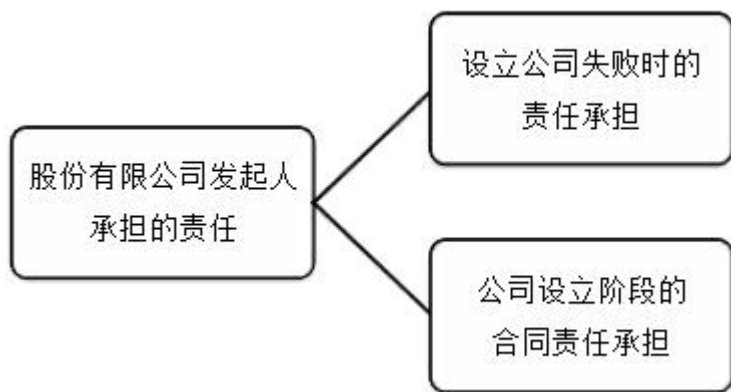 股份有限公司发起人
承担的责任
设立公司失败时的
责任承担
公司设立阶段的
合同责任承担